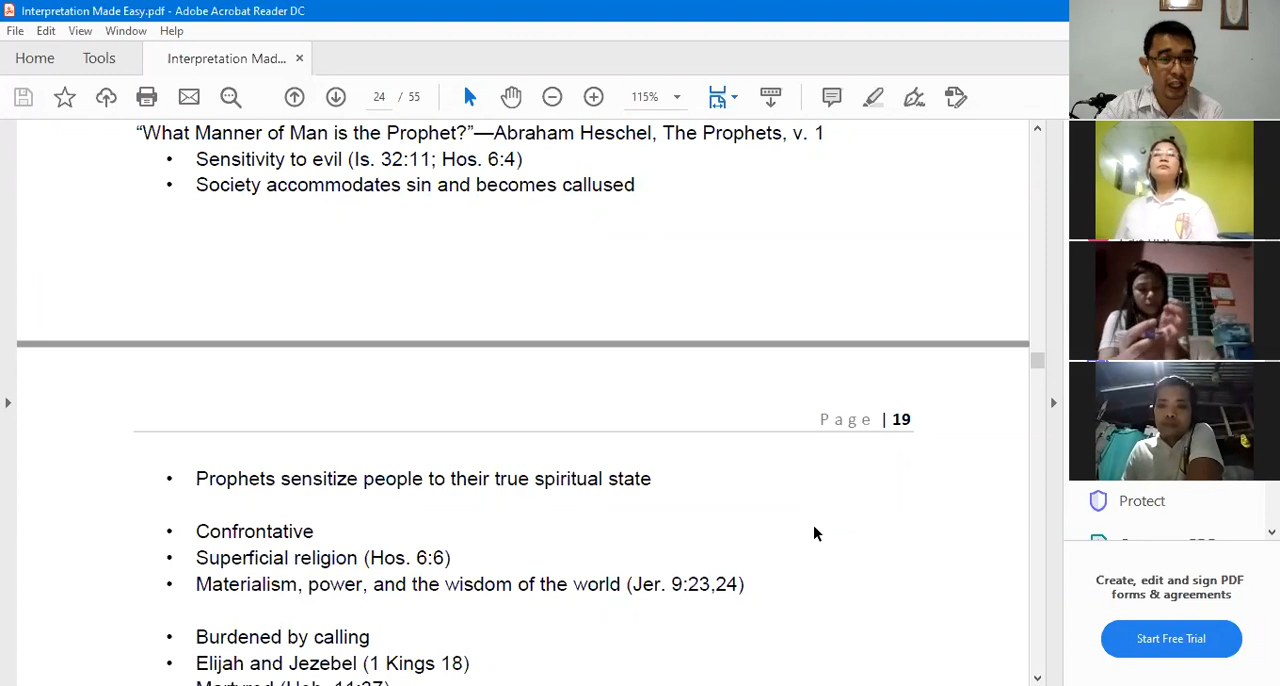 Interpretation Made Easy.pdf - Adobe Acrobat Reader DC
File Edit View Window Help
Home Tools Interpretation Mad... ×
24 / 55 115%
“What Manner of Man is the Prophet?”—Abraham Heschel, The Prophets, v. 1
• Sensitivity to evil (Is. 32:11; Hos. 6:4)
• Society accommodates sin and becomes callused
Page | 19
• Prophets sensitize people to their true spiritual state
• Confrontative
• Superficial religion (Hos. 6:6)
• Materialism, power, and the wisdom of the world (Jer. 9:23,24)
• Burdened by calling
• Elijah and Jezebel (1 Kings 18)
Protect
Create, edit and sign PDF
forms & agreements
Start Free Trial